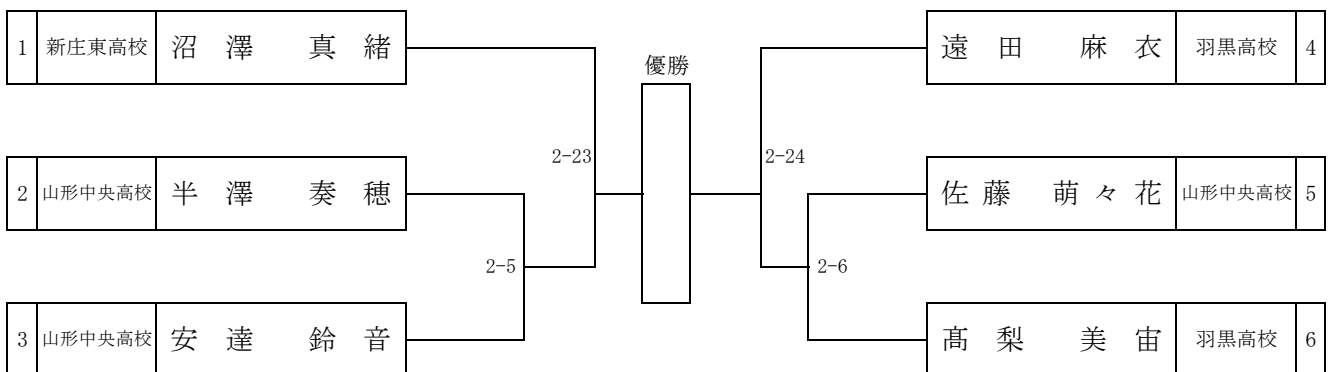 1 新庄東高校 沼澤 真緒
遠田 麻衣 羽黒高校 4
優勝
2-23
2-24
2 山形中央高校 半澤 奏穂
佐藤 萌々花 山形中央高校 5
2-5
2-6
3 山形中央高校 安達 鈴音
髙梨 美宙 羽黒高校 6